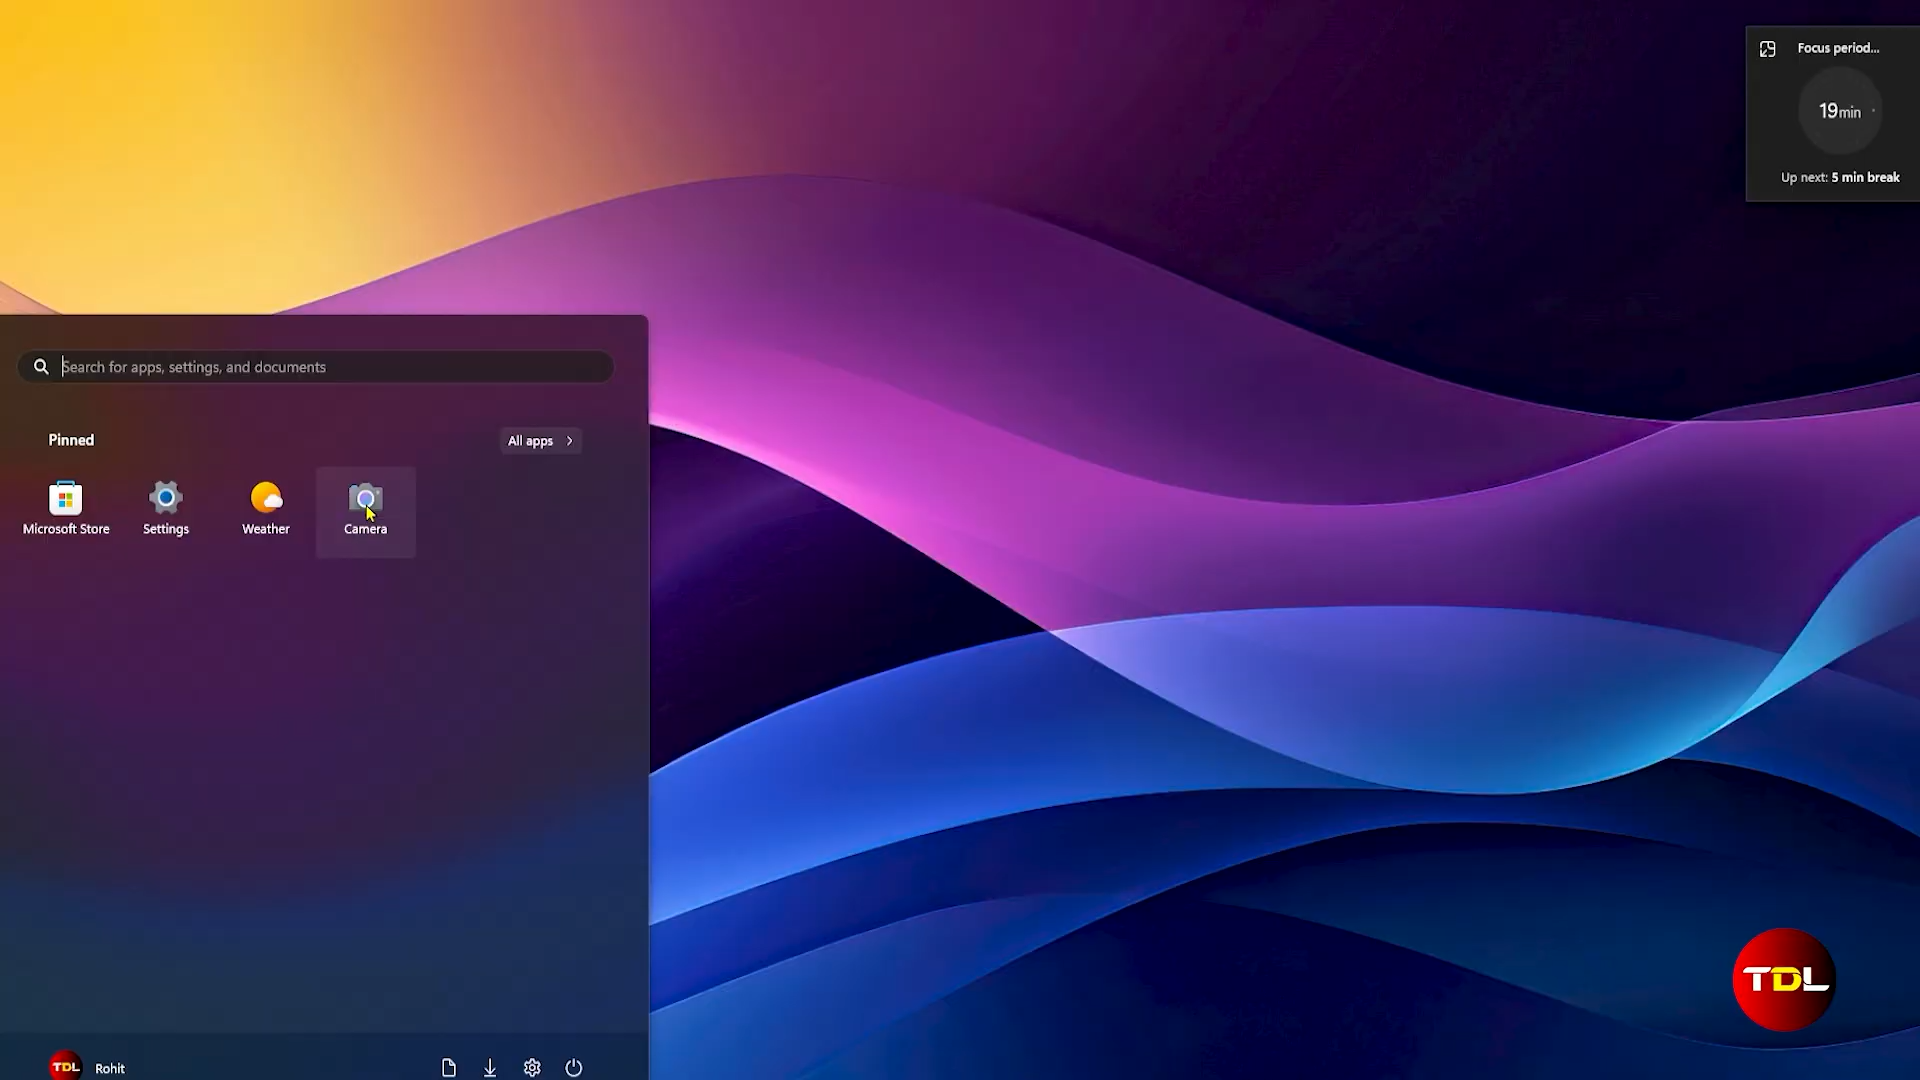 Focus period...
19min
Up next: 5 min break
Search for apps, settings, and documents
Pinned
All apps
Microsoft Store
Settings
Weather
Camera
TDL
TDL
Rohit